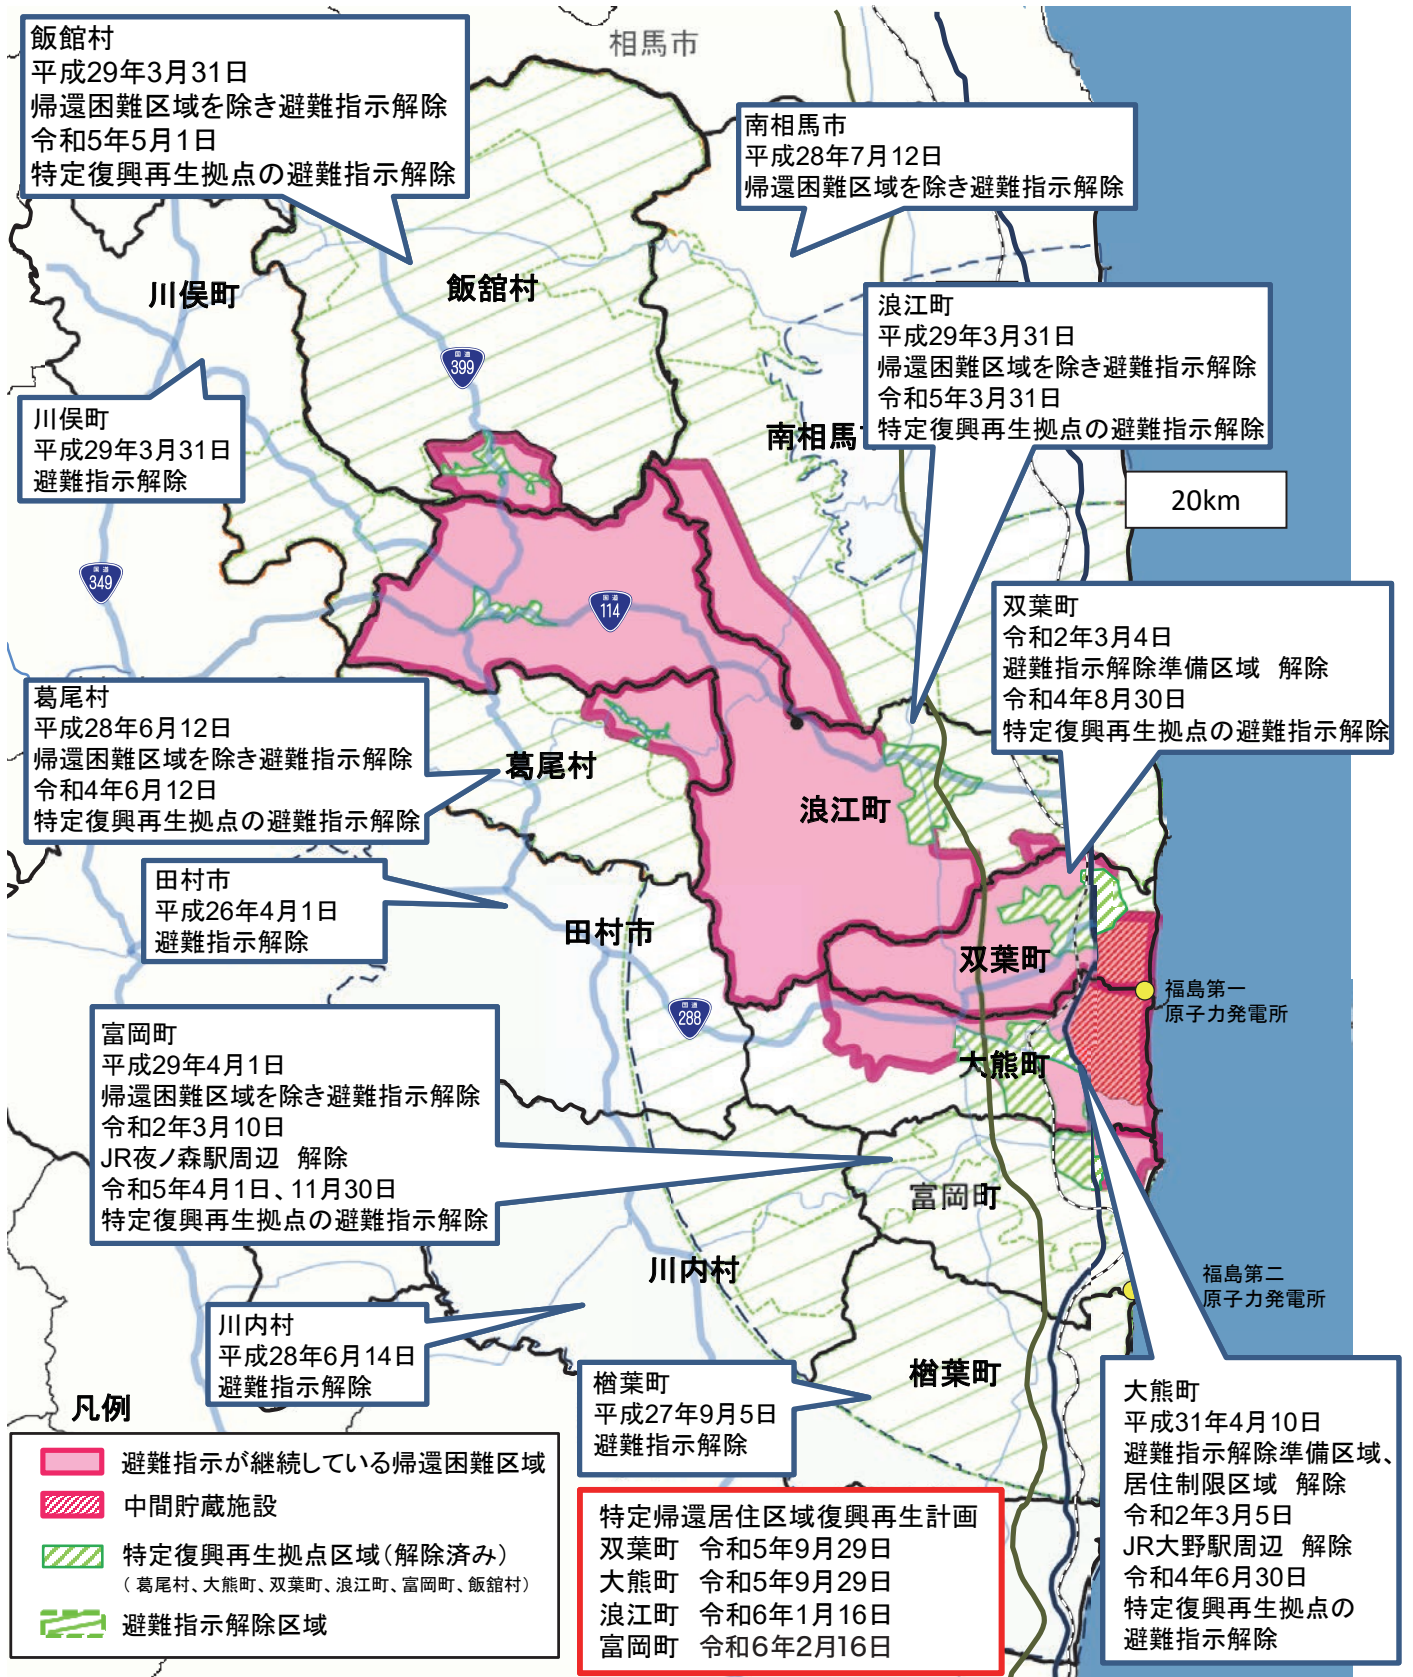 飯舘村
平成29年3月31日
帰還困難区域を除き避難指示解除
令和5年5月1日
特定復興再生拠点の避難指示解除
相馬市
南相馬市
平成28年7月12日
帰還困難区域を除き避難指示解除
川俣町
飯舘村
浪江町
平成29年3月31日
帰還困難区域を除き避難指示解除
令和5年3月31日
特定復興再生拠点の避難指示解除
国道
399
川俣町
平成29年3月31日
避難指示解除
南相馬
20km
国道
349
国道
114
双葉町
令和2年3月4日
避難指示解除準備区域 解除
令和4年8月30日
特定復興再生拠点の避難指示解除
葛尾村
平成28年6月12日
帰還困難区域を除き避難指示解除
令和4年6月12日
特定復興再生拠点の避難指示解除
葛尾村
浪江町
田村市
平成26年4月1日
避難指示解除
田村市
双葉町
福島第一
原子力発電所
国道
288
大熊町
富岡町
平成29年4月1日
帰還困難区域を除き避難指示解除
令和2年3月10日
JR夜ノ森駅周辺 解除
令和5年4月1日、11月30日
特定復興再生拠点の避難指示解除
富岡町
川内村
福島第二
原子力発電所
川内村
平成28年6月14日
避難指示解除
楢葉町
平成27年9月5日
避難指示解除
楢葉町
大熊町
平成31年4月10日
避難指示解除準備区域、
居住制限区域 解除
令和2年3月5日
JR大野駅周辺 解除
令和4年6月30日
特定復興再生拠点の
避難指示解除
凡例
避難指示が継続している帰還困難区域
中間貯蔵施設
特定復興再生拠点区域(解除済み)
(葛尾村、大熊町、双葉町、浪江町、富岡町、飯舘村)
避難指示解除区域
特定帰還居住区域復興再生計画
双葉町 令和5年9月29日
大熊町 令和5年9月29日
浪江町 令和6年1月16日
富岡町 令和6年2月16日